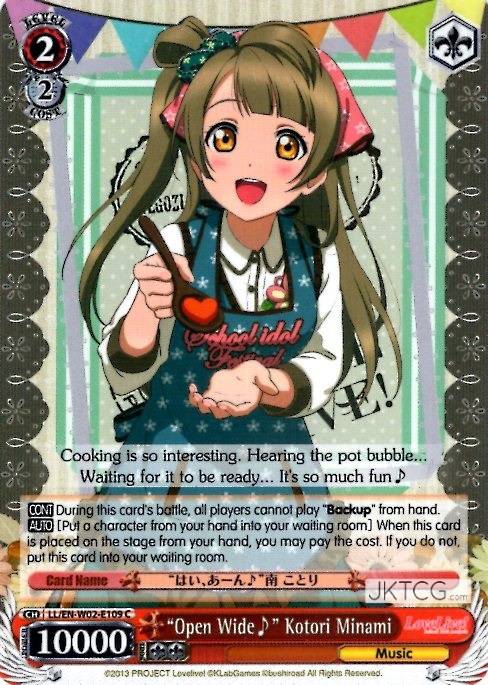 LEVEL
2
2
COST
School idol
Festival
Cooking is so interesting. Hearing the pot bubble...
Waiting for it to be ready... It's so much fun♪
CONT During this card's battle, all players cannot play "Backup" from hand.
AUTO [Put a character from your hand into your waiting room] When this card
is placed on the stage from your hand, you may pay the cost. If you do not,
put this card into your waiting room.
Card Name
"はい、あーん♪"南 ことり
JKTCG.com
GH LL/EN-W02-E109 C
POWER
10000
"Open Wide♪" Kotori Minami
LoveLive!
Music
©2013 PROJECT Lovelive! ©KLabGames ©bushiroad All Rights Reserved.